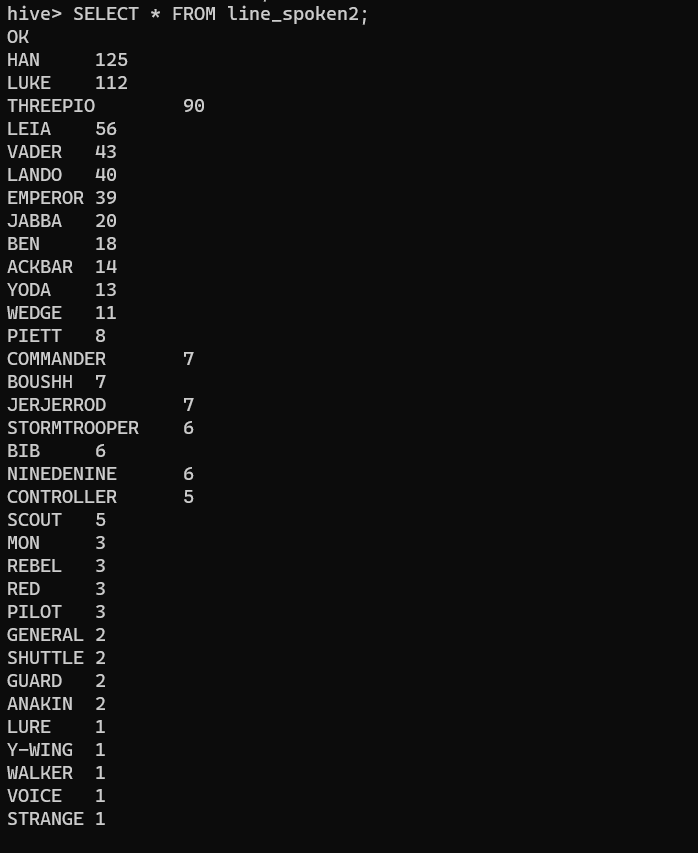 hive> SELECT * FROM line_spoken2;
OK
HAN 125
LUKE 112
THREEPIO 90
LEIA 56
VADER 43
LANDO 40
EMPEROR 39
JABBA 20
BEN 18
ACKBAR 14
YODA 13
WEDGE 11
PIETT 8
COMMANDER 7
BOUSHH 7
JERJERROD 7
STORMTROOPER 6
BIB 6
NINEDENINE 6
CONTROLLER 5
SCOUT 5
MON 3
REBEL 3
RED 3
PILOT 3
GENERAL 2
SHUTTLE 2
GUARD 2
ANAKIN 2
LURE 1
Y-WING 1
WALKER 1
VOICE 1
STRANGE 1